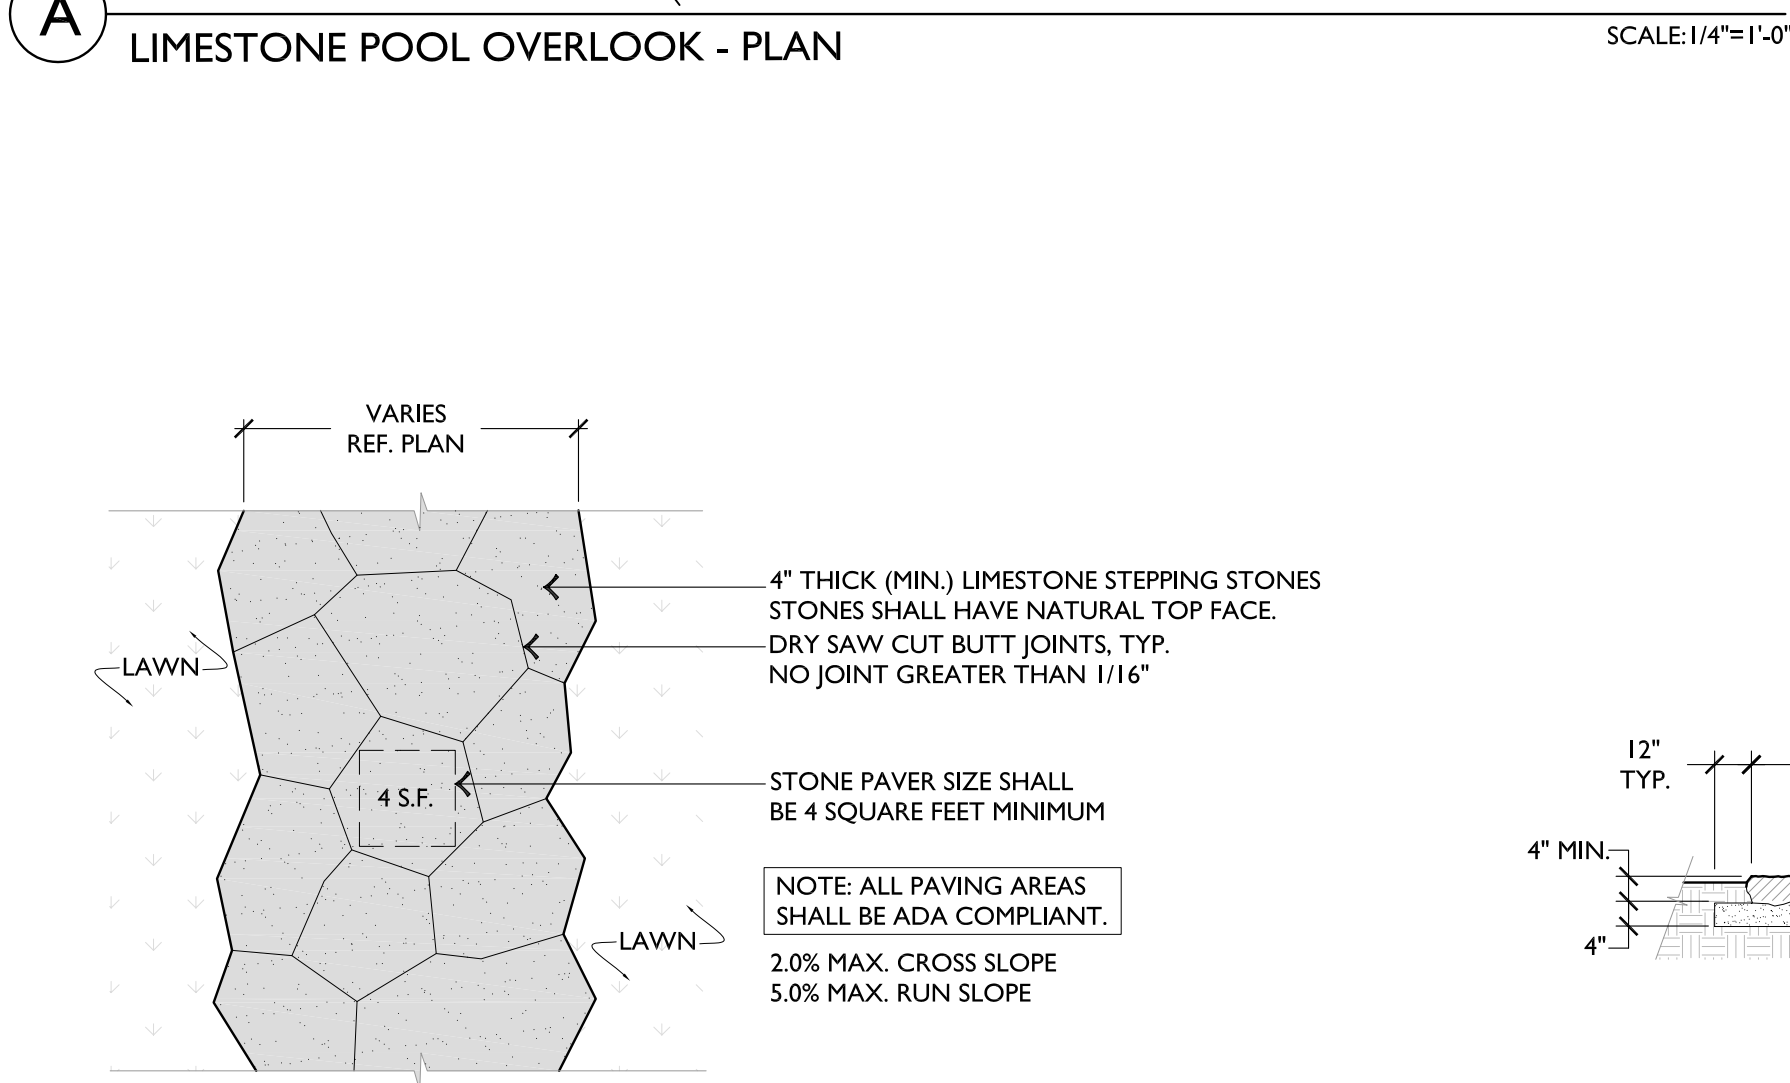 A
LIMESTONE POOL OVERLOOK - PLAN
SCALE:1/4"=1'-0"
VARIES
REF. PLAN
4" THICK (MIN.) LIMESTONE STEPPING STONES
STONES SHALL HAVE NATURAL TOP FACE.
DRY SAW CUT BUTT JOINTS, TYP.
NO JOINT GREATER THAN 1/16"
LAWN
STONE PAVER SIZE SHALL
BE 4 SQUARE FEET MINIMUM
4 S.F.
NOTE: ALL PAVING AREAS
SHALL BE ADA COMPLIANT.
LAWN
2.0% MAX. CROSS SLOPE
5.0% MAX. RUN SLOPE
12"
TYP.
4" MIN.
4"